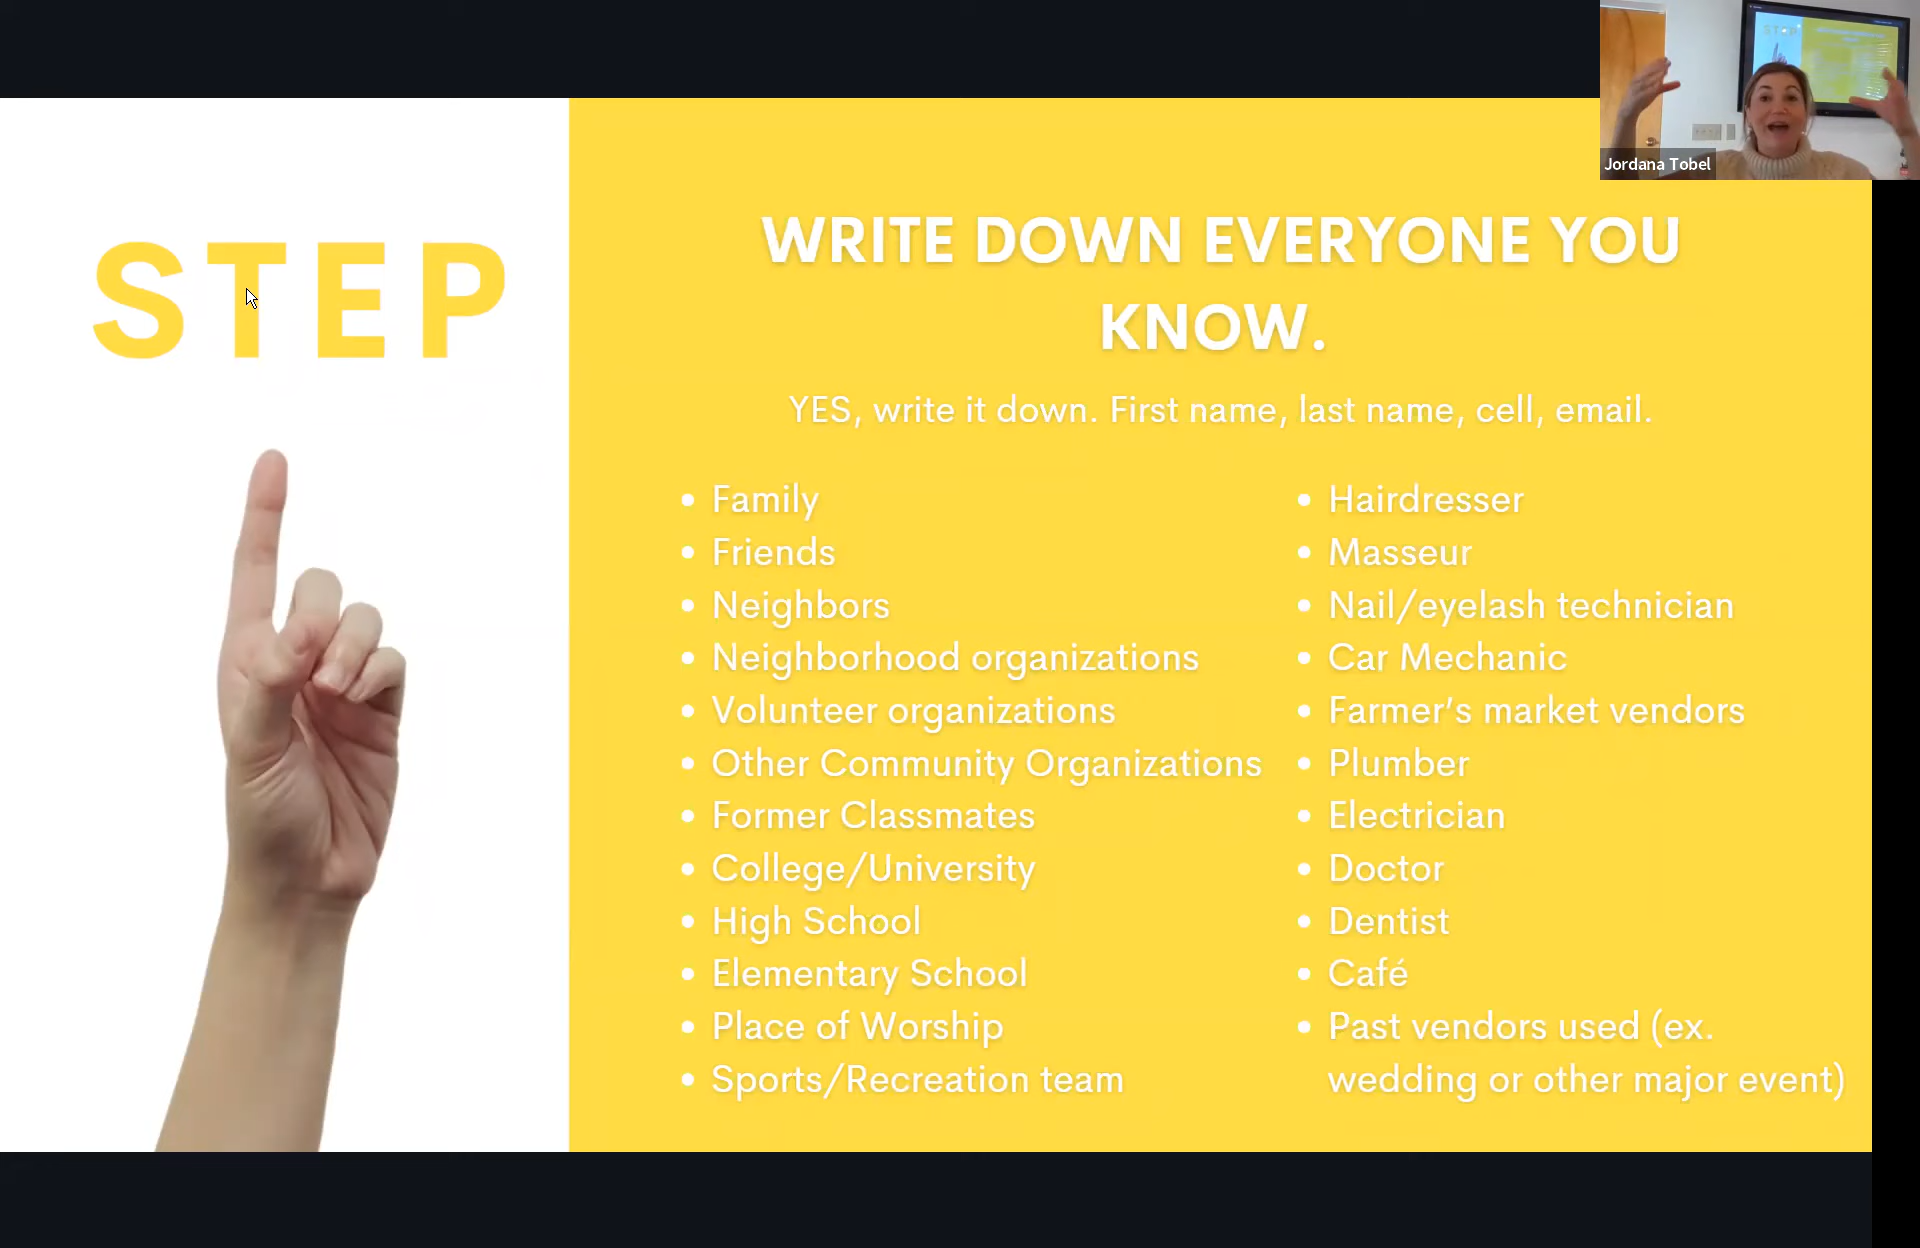 Jordana Tobel
STEP
WRITE DOWN EVERYONE YOU
KNOW.
YES, write it down. First name, last name, cell, email.
• Family
• Friends
• Neighbors
• Neighborhood organizations
• Volunteer organizations
• Other Community Organizations
• Former Classmates
• College/University
• High School
• Elementary School
• Place of Worship
• Sports/Recreation team
• Hairdresser
• Masseur
• Nail/eyelash technician
• Car Mechanic
• Farmer’s market vendors
• Plumber
• Electrician
• Doctor
• Dentist
• Café
• Past vendors used (ex.
wedding or other major event)